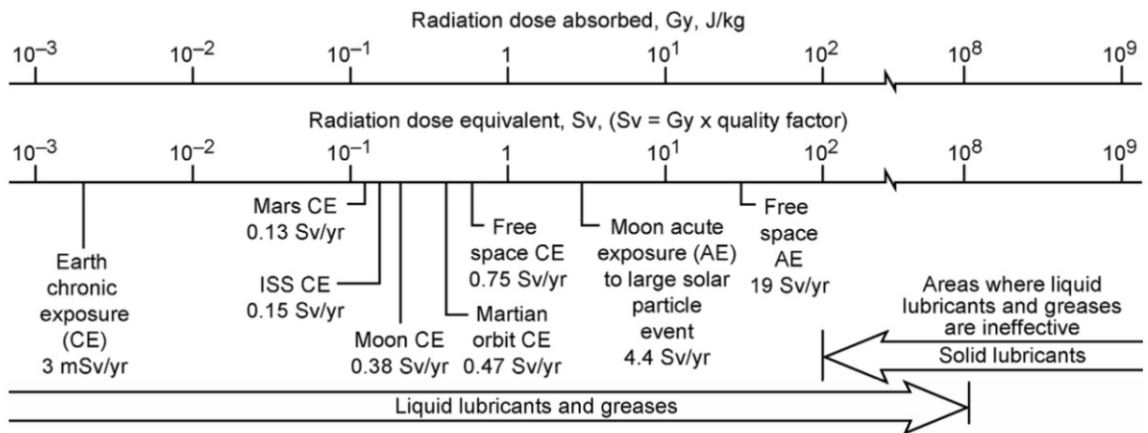 Radiation dose absorbed, Gy, J/kg
10⁻³ 10⁻² 10⁻¹ 1 10¹ 10² 10⁸ 10⁹
Radiation dose equivalent, Sv, (Sv = Gy x quality factor)
10⁻³ 10⁻² 10⁻¹ 1 10¹ 10² 10⁸ 10⁹
Earth
chronic
exposure
(CE)
3 mSv/yr
Mars CE
0.13 Sv/yr
ISS CE
0.15 Sv/yr
Moon CE
0.38 Sv/yr
Martian
orbit CE
0.47 Sv/yr
Free
space CE
0.75 Sv/yr
Moon acute
exposure (AE)
to large solar
particle
event
4.4 Sv/yr
Free
space
AE
19 Sv/yr
Areas where liquid
lubricants and greases
are ineffective
Solid lubricants
Liquid lubricants and greases